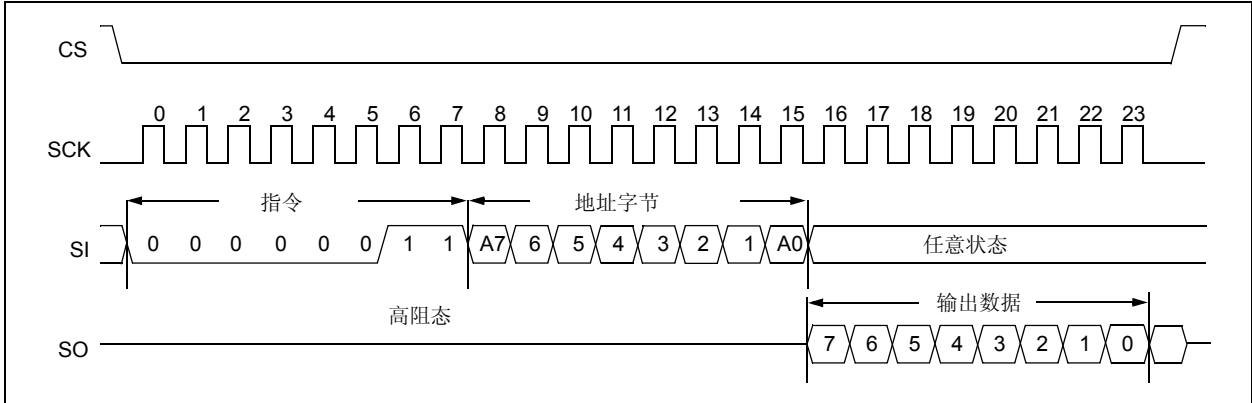 CS
0 1 2 3 4 5 6 7 8 9 10 11 12 13 14 15 16 17 18 19 20 21 22 23
SCK
指令 地址字节
SI 0 0 0 0 0 0 1 1 A7 6 5 4 3 2 1 A0 任意状态
高阻态 输出数据
SO 7 6 5 4 3 2 1 0